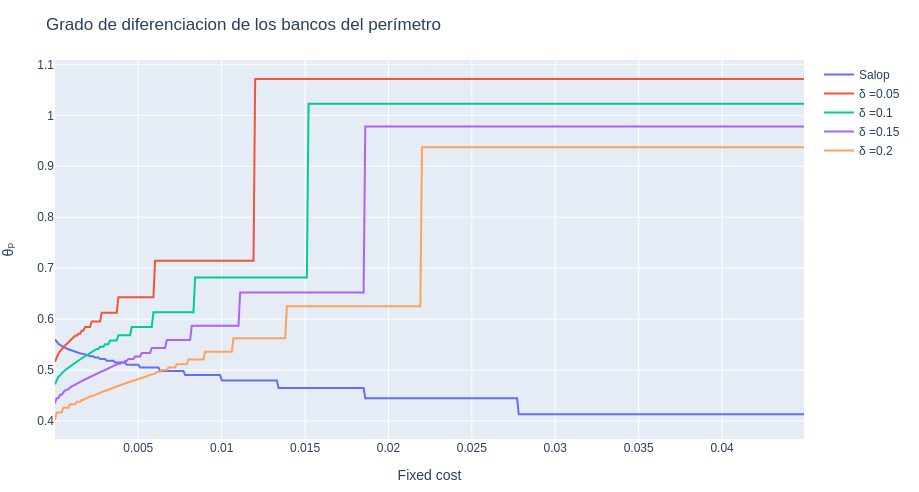 Grado de diferenciacion de los bancos del perímetro
1.1
1
0.9
0.8
0.7
0.6
0.5
0.4
θₚ
0.005
0.01
0.015
0.02
0.025
0.03
0.035
0.04
Fixed cost
Salop
δ =0.05
δ =0.1
δ =0.15
δ =0.2